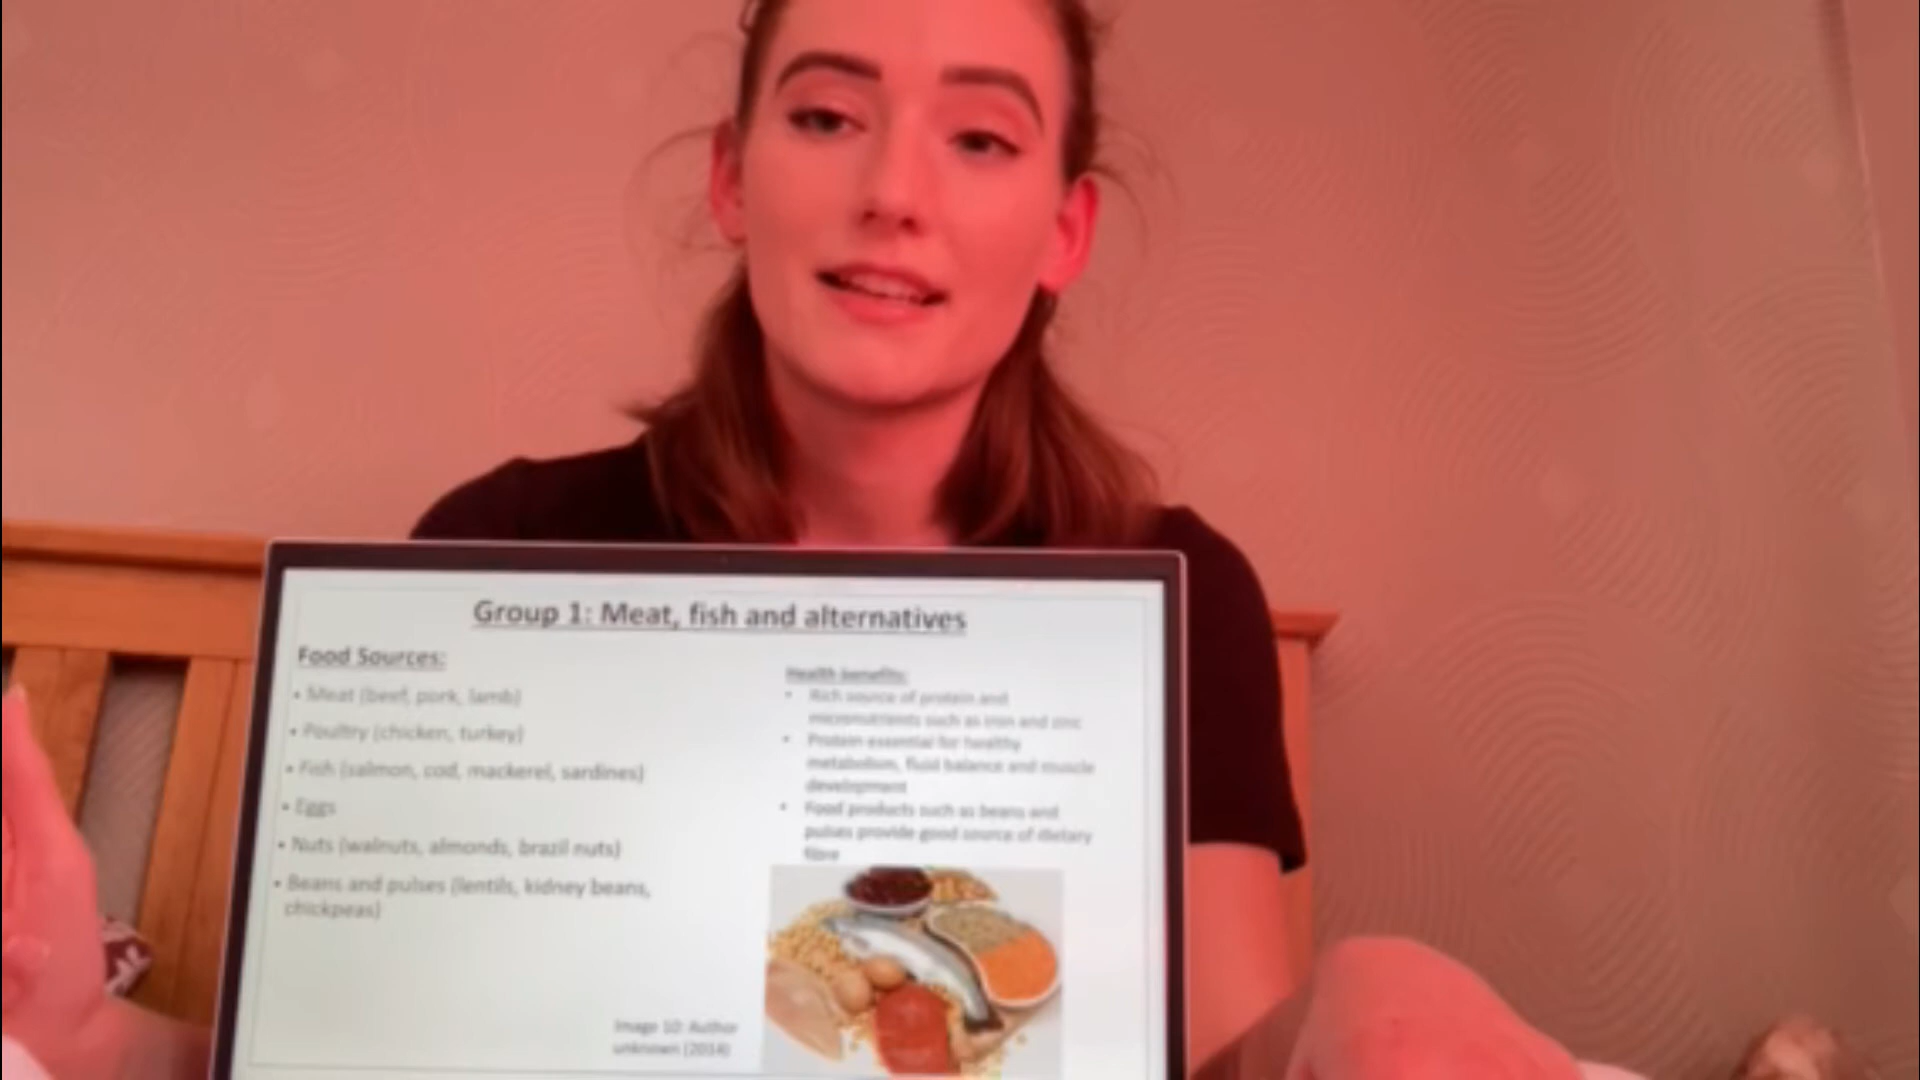 Group 1: Meat, fish and alternatives
Food Sources:
• Meat (beef, pork, lamb)
• Poultry (chicken, turkey)
• Fish (salmon, cod, mackerel, sardines)
• Eggs
• Nuts (walnuts, almonds, brazil nuts)
• Beans and pulses (lentils, kidney beans,
chickpeas)
Health benefits:
• Rich source of protein and
micronutrients such as iron and zinc
• Protein essential for healthy
metabolism, fluid balance and muscle
development
• Food products such as beans and
pulses provide good source of dietary
fibre
Image 10: Author
unknown (2014)